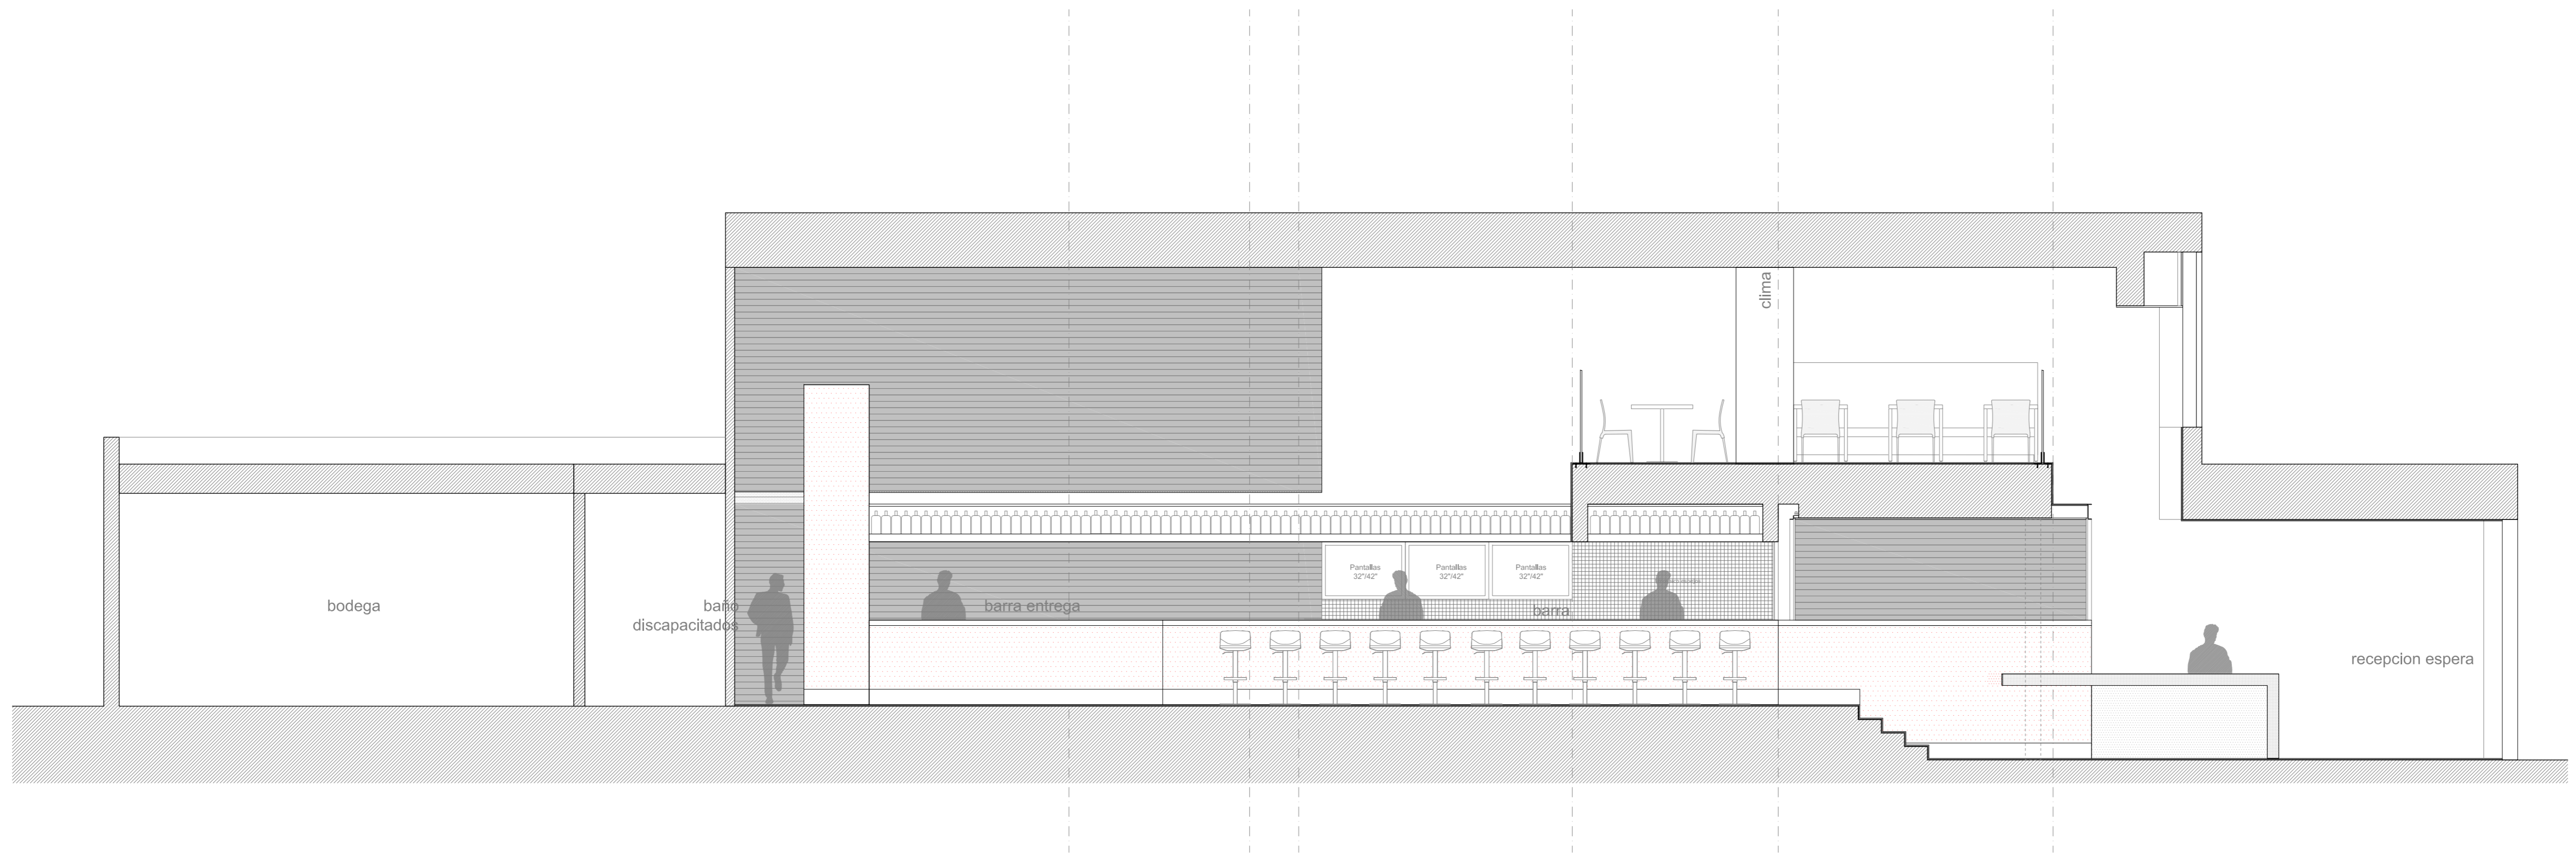 clima
Pantallas
32"/42"
Pantallas
32"/42"
Pantallas
32"/42"
bodega
baño
discapacitados
barra entrega
barra
recepcion espera